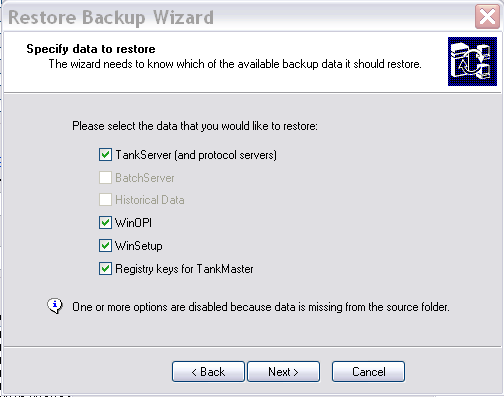 Restore Backup Wizard
Specify data to restore
The wizard needs to know which of the available backup data it should restore.
Please select the data that you would like to restore:
TankServer (and protocol servers)
BatchServer
Historical Data
WinOPI
WinSetup
Registry keys for TankMaster
One or more options are disabled because data is missing from the source folder.
< Back
Next >
Cancel